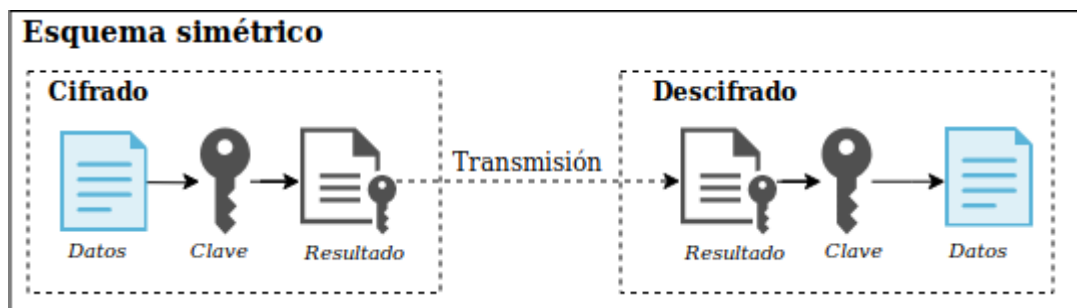 Esquema simétrico
Cifrado
Datos
Clave
Resultado
Transmisión
Descifrado
Resultado
Clave
Datos